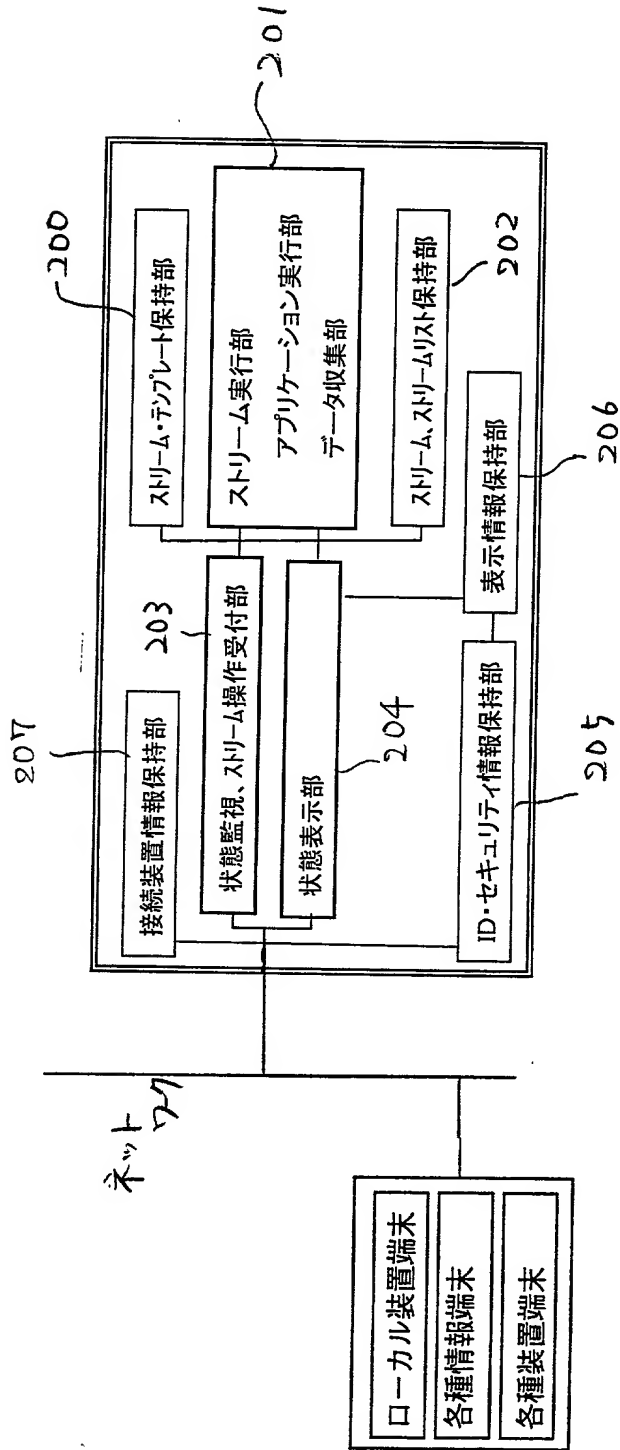 207
接続装置情報保持部
200
ストリーム・テンプレート保持部
203
状態監視、ストリーム操作受付部
201
ストリーム実行部
アプリケーション実行部
データ収集部
状態表示部
204
ストリーム、ストリームリスト保持部
202
ID・セキュリティ情報保持部
205
表示情報保持部
206
ネット
ワーク
ローカル装置端末
各種情報端末
各種装置端末